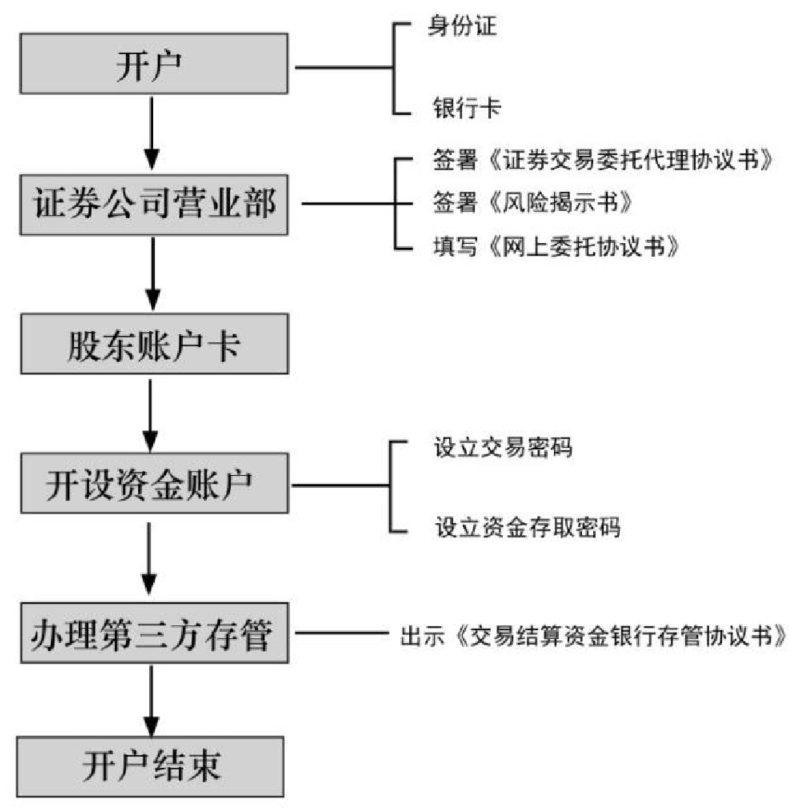 开户
身份证
银行卡
证券公司营业部
签署《证券交易委托代理协议书》
签署《风险揭示书》
填写《网上委托协议书》
股东账户卡
开设资金账户
设立交易密码
设立资金存取密码
办理第三方存管
出示《交易结算资金银行存管协议书》
开户结束